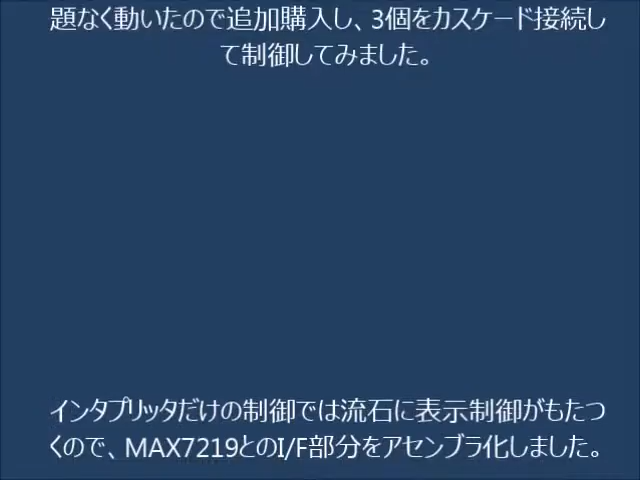 題なく動いたので追加購入し、3個をカスケード接続し
て制御してみました。
インタプリッタだけの制御では流石に表示制御がもたつ
くので、MAX7219とのI/F部分をアセンブラ化しました。